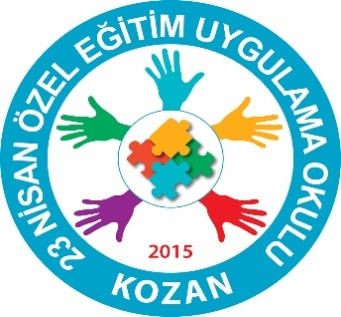 23 NİSAN ÖZEL EĞİTİM UYGULAMA OKULU
2015
KOZAN